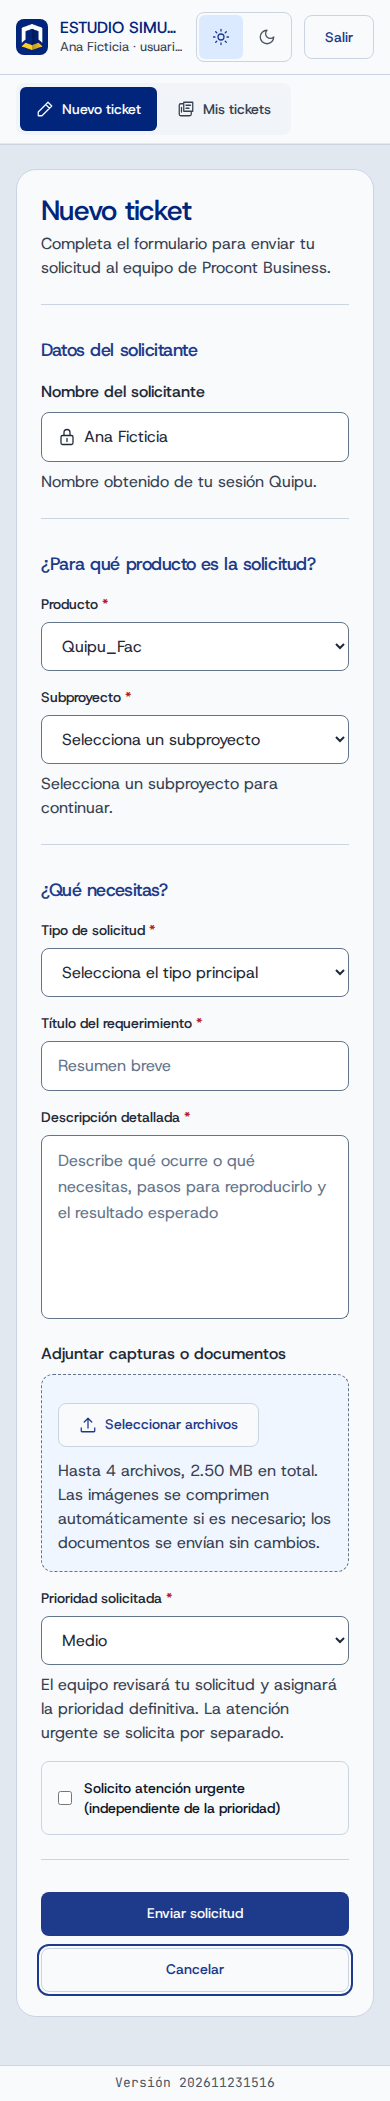 ESTUDIO SIMU...
Ana Ficticia · usuari...
Salir
Nuevo ticket
Mis tickets
Nuevo ticket
Completa el formulario para enviar tu
solicitud al equipo de Procont Business.
Datos del solicitante
Nombre del solicitante
Ana Ficticia
Nombre obtenido de tu sesión Quipu.
¿Para qué producto es la solicitud?
Producto *
Quipu_Fac
Subproyecto *
Selecciona un subproyecto
Selecciona un subproyecto para
continuar.
¿Qué necesitas?
Tipo de solicitud *
Selecciona el tipo principal
Título del requerimiento *
Resumen breve
Descripción detallada *
Describe qué ocurre o qué
necesitas, pasos para reproducirlo y
el resultado esperado
Adjuntar capturas o documentos
Seleccionar archivos
Hasta 4 archivos, 2.50 MB en total.
Las imágenes se comprimen
automáticamente si es necesario; los
documentos se envían sin cambios.
Prioridad solicitada *
Medio
El equipo revisará tu solicitud y asignará
la prioridad definitiva. La atención
urgente se solicita por separado.
Solicito atención urgente
(independiente de la prioridad)
Enviar solicitud
Cancelar
Versión 202611231516